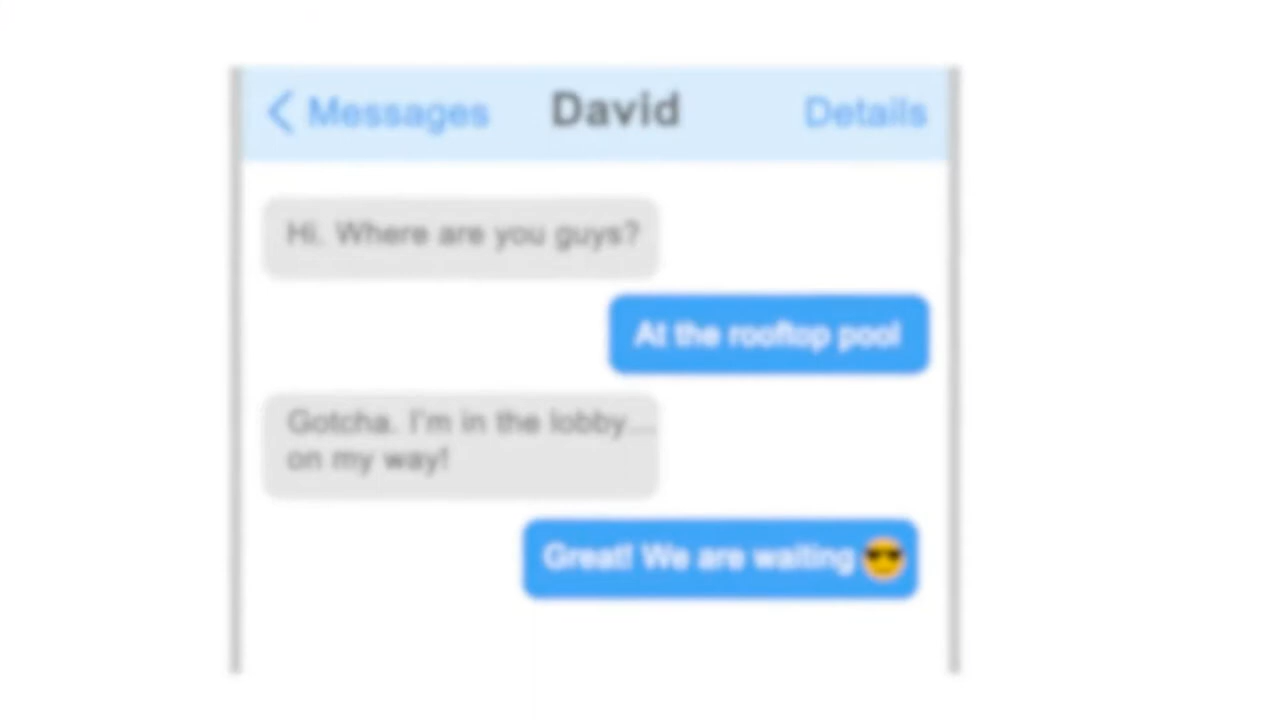 Messages David Details
Hi. Where are you guys?
At the rooftop pool
Gotcha. I'm in the lobby...
on my way!
Great! We are waiting 😎